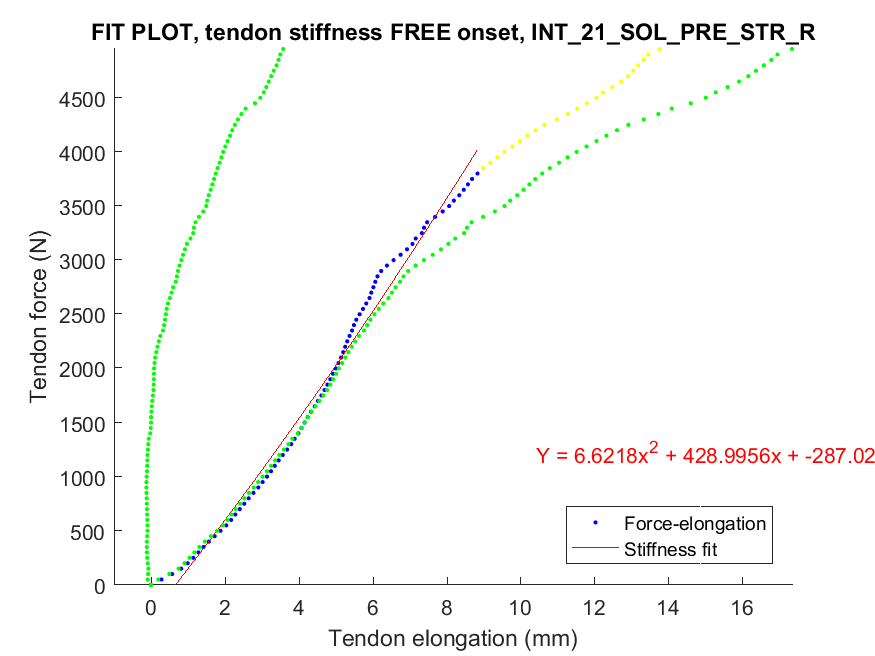 FIT PLOT, tendon stiffness FREE onset, INT_21_SOL_PRE_STR_R
Tendon force (N)
4500
4000
3500
3000
2500
2000
1500
1000
500
0
Y = 6.6218x² + 428.9956x + -287.02
Force-elongation
Stiffness fit
0 2 4 6 8 10 12 14 16
Tendon elongation (mm)